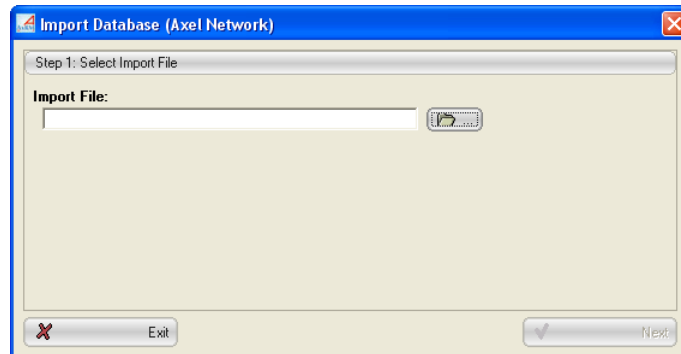 Import Database (Axel Network)
Step 1: Select Import File
Import File:
...
Exit
Next